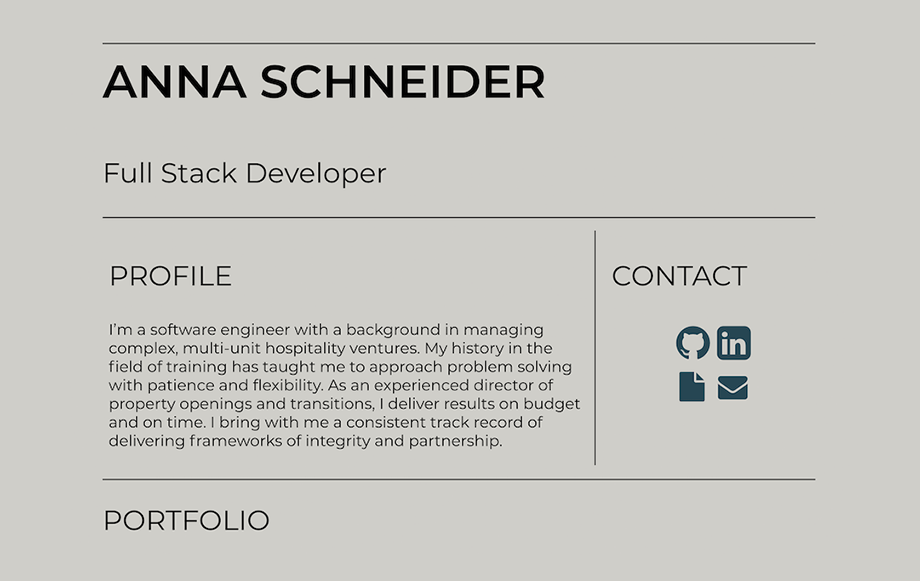 ANNA SCHNEIDER
Full Stack Developer
PROFILE
I'm a software engineer with a background in managing
complex, multi-unit hospitality ventures. My history in the
field of training has taught me to approach problem solving
with patience and flexibility. As an experienced director of
property openings and transitions, I deliver results on budget
and on time. I bring with me a consistent track record of
delivering frameworks of integrity and partnership.
CONTACT
in
PORTFOLIO